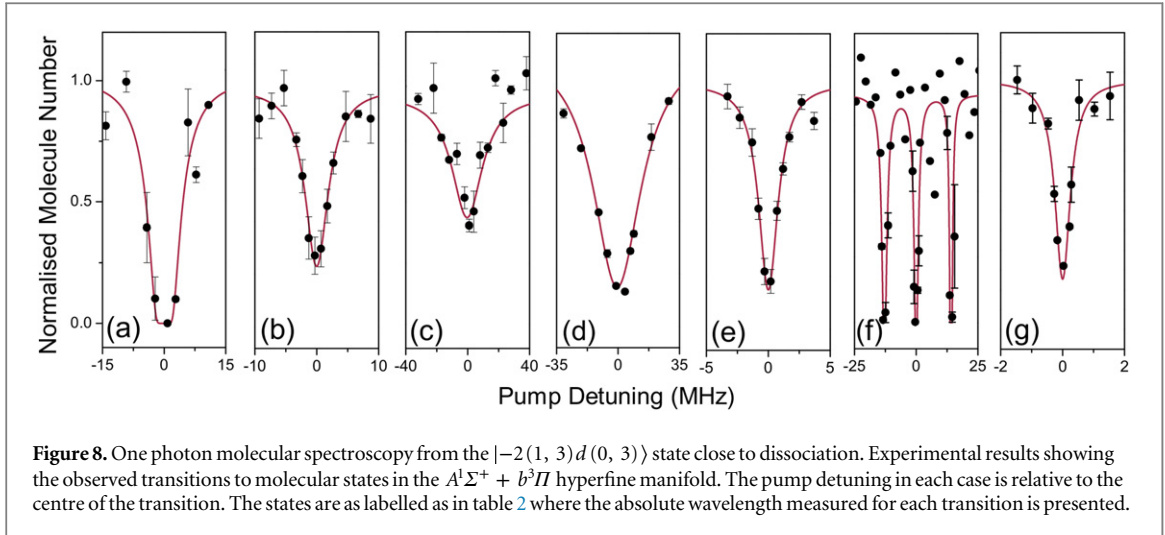 Normalised Molecule Number
1.0
0.5
0.0
(a) (b) (c) (d) (e) (f) (g)
-15 0 15 -10 0 10 -40 0 40 -35 0 35 -5 0 5 -25 0 25 -2 0 2
Pump Detuning (MHz)
Figure 8. One photon molecular spectroscopy from the |−2(1, 3)d(0, 3)⟩ state close to dissociation. Experimental results showing
the observed transitions to molecular states in the A¹Σ⁺ + b³Π hyperfine manifold. The pump detuning in each case is relative to the
centre of the transition. The states are as labelled as in table 2 where the absolute wavelength measured for each transition is presented.